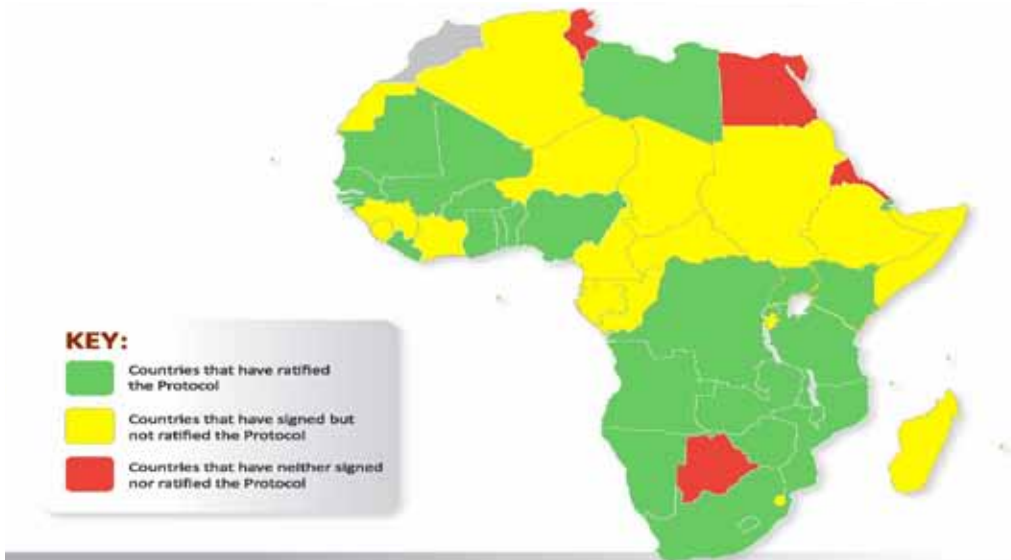 KEY:
Countries that have ratified
the Protocol
Countries that have signed but
not ratified the Protocol
Countries that have neither signed
nor ratified the Protocol